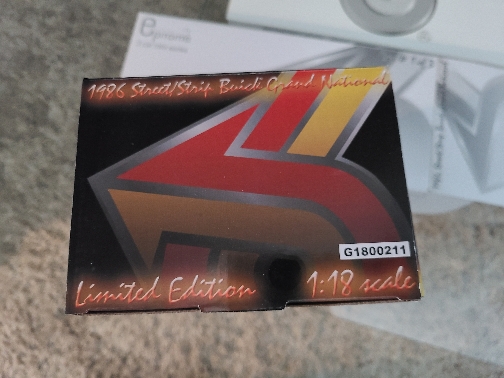 1986 Street/Strip Buick Grand National
G1800211
Limited Edition 1:18 scale